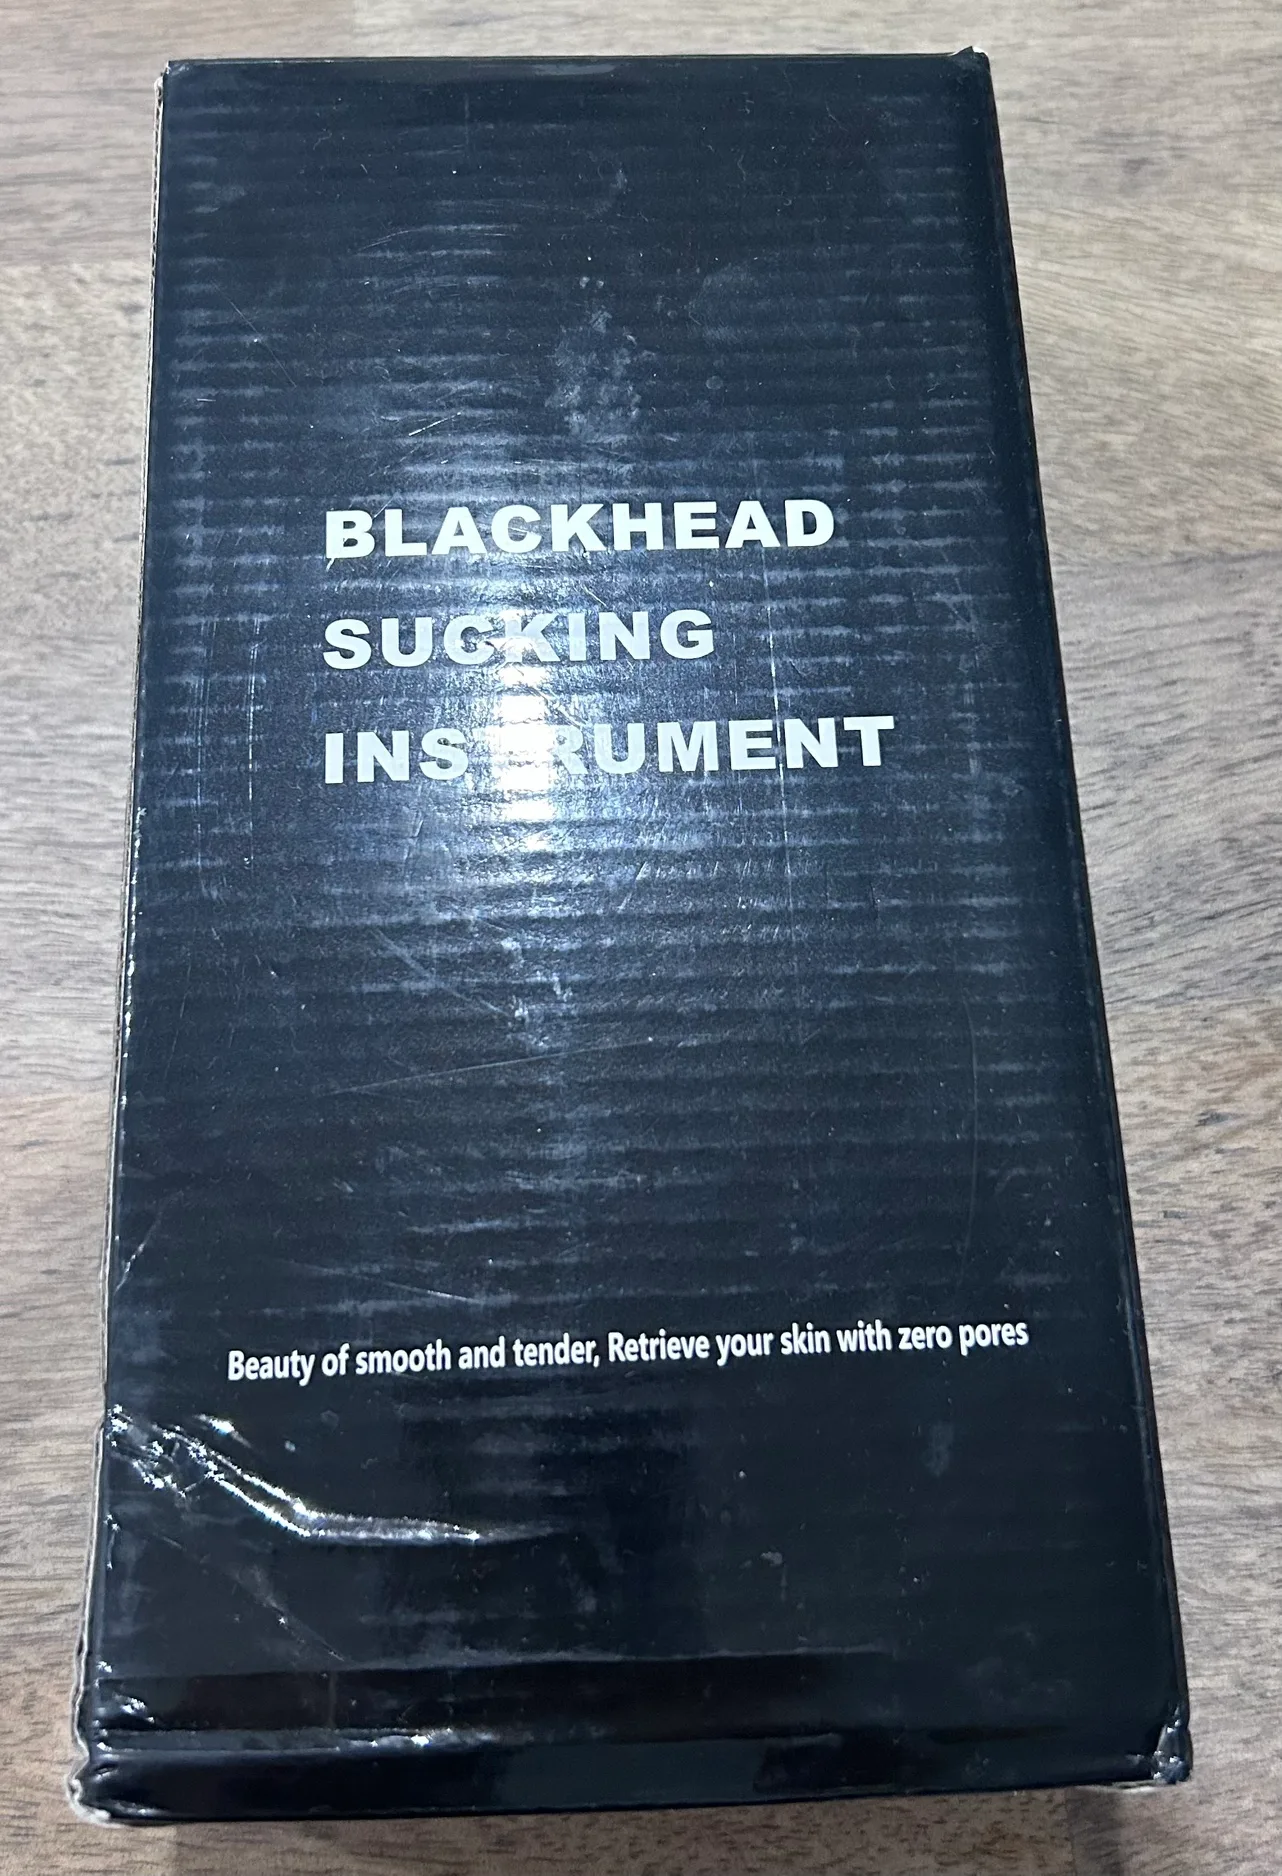 BLACKHEAD
SUCKING
INSTRUMENT
Beauty of smooth and tender, Retrieve your skin with zero pores